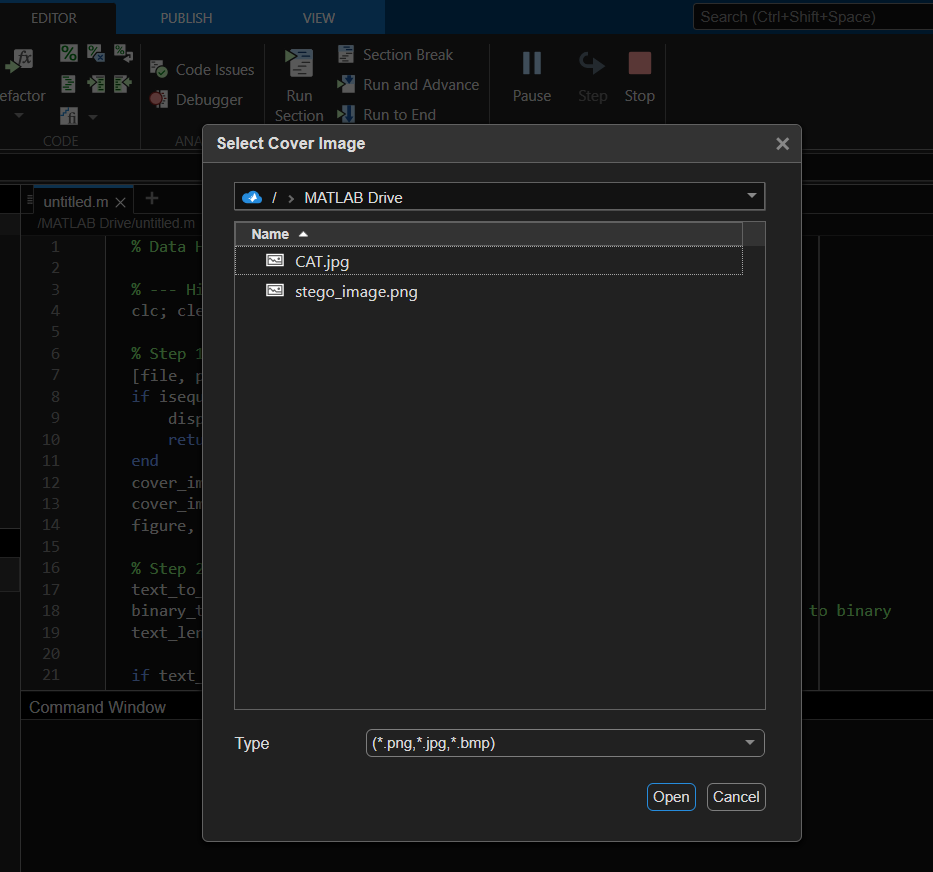 EDITOR PUBLISH VIEW
Search (Ctrl+Shift+Space)
efactor
CODE
Code Issues
Debugger
ANA
Run
Section
Section Break
Run and Advance
Run to End
Pause Step Stop
Select Cover Image
/ > MATLAB Drive
Name
CAT.jpg
stego_image.png
Type
(*.png,*.jpg,*.bmp)
Open Cancel
untitled.m
/MATLAB Drive/untitled.m
1 % Data H
2
3 % --- Hi
4 clc; cle
5
6 % Step 1
7 [file, p
8 if isequ
9 disp
10 retu
11 end
12 cover_im
13 cover_im
14 figure,
15
16 % Step 2
17 text_to_
18 binary_t to binary
19 text_len
20
21 if text_
Command Window